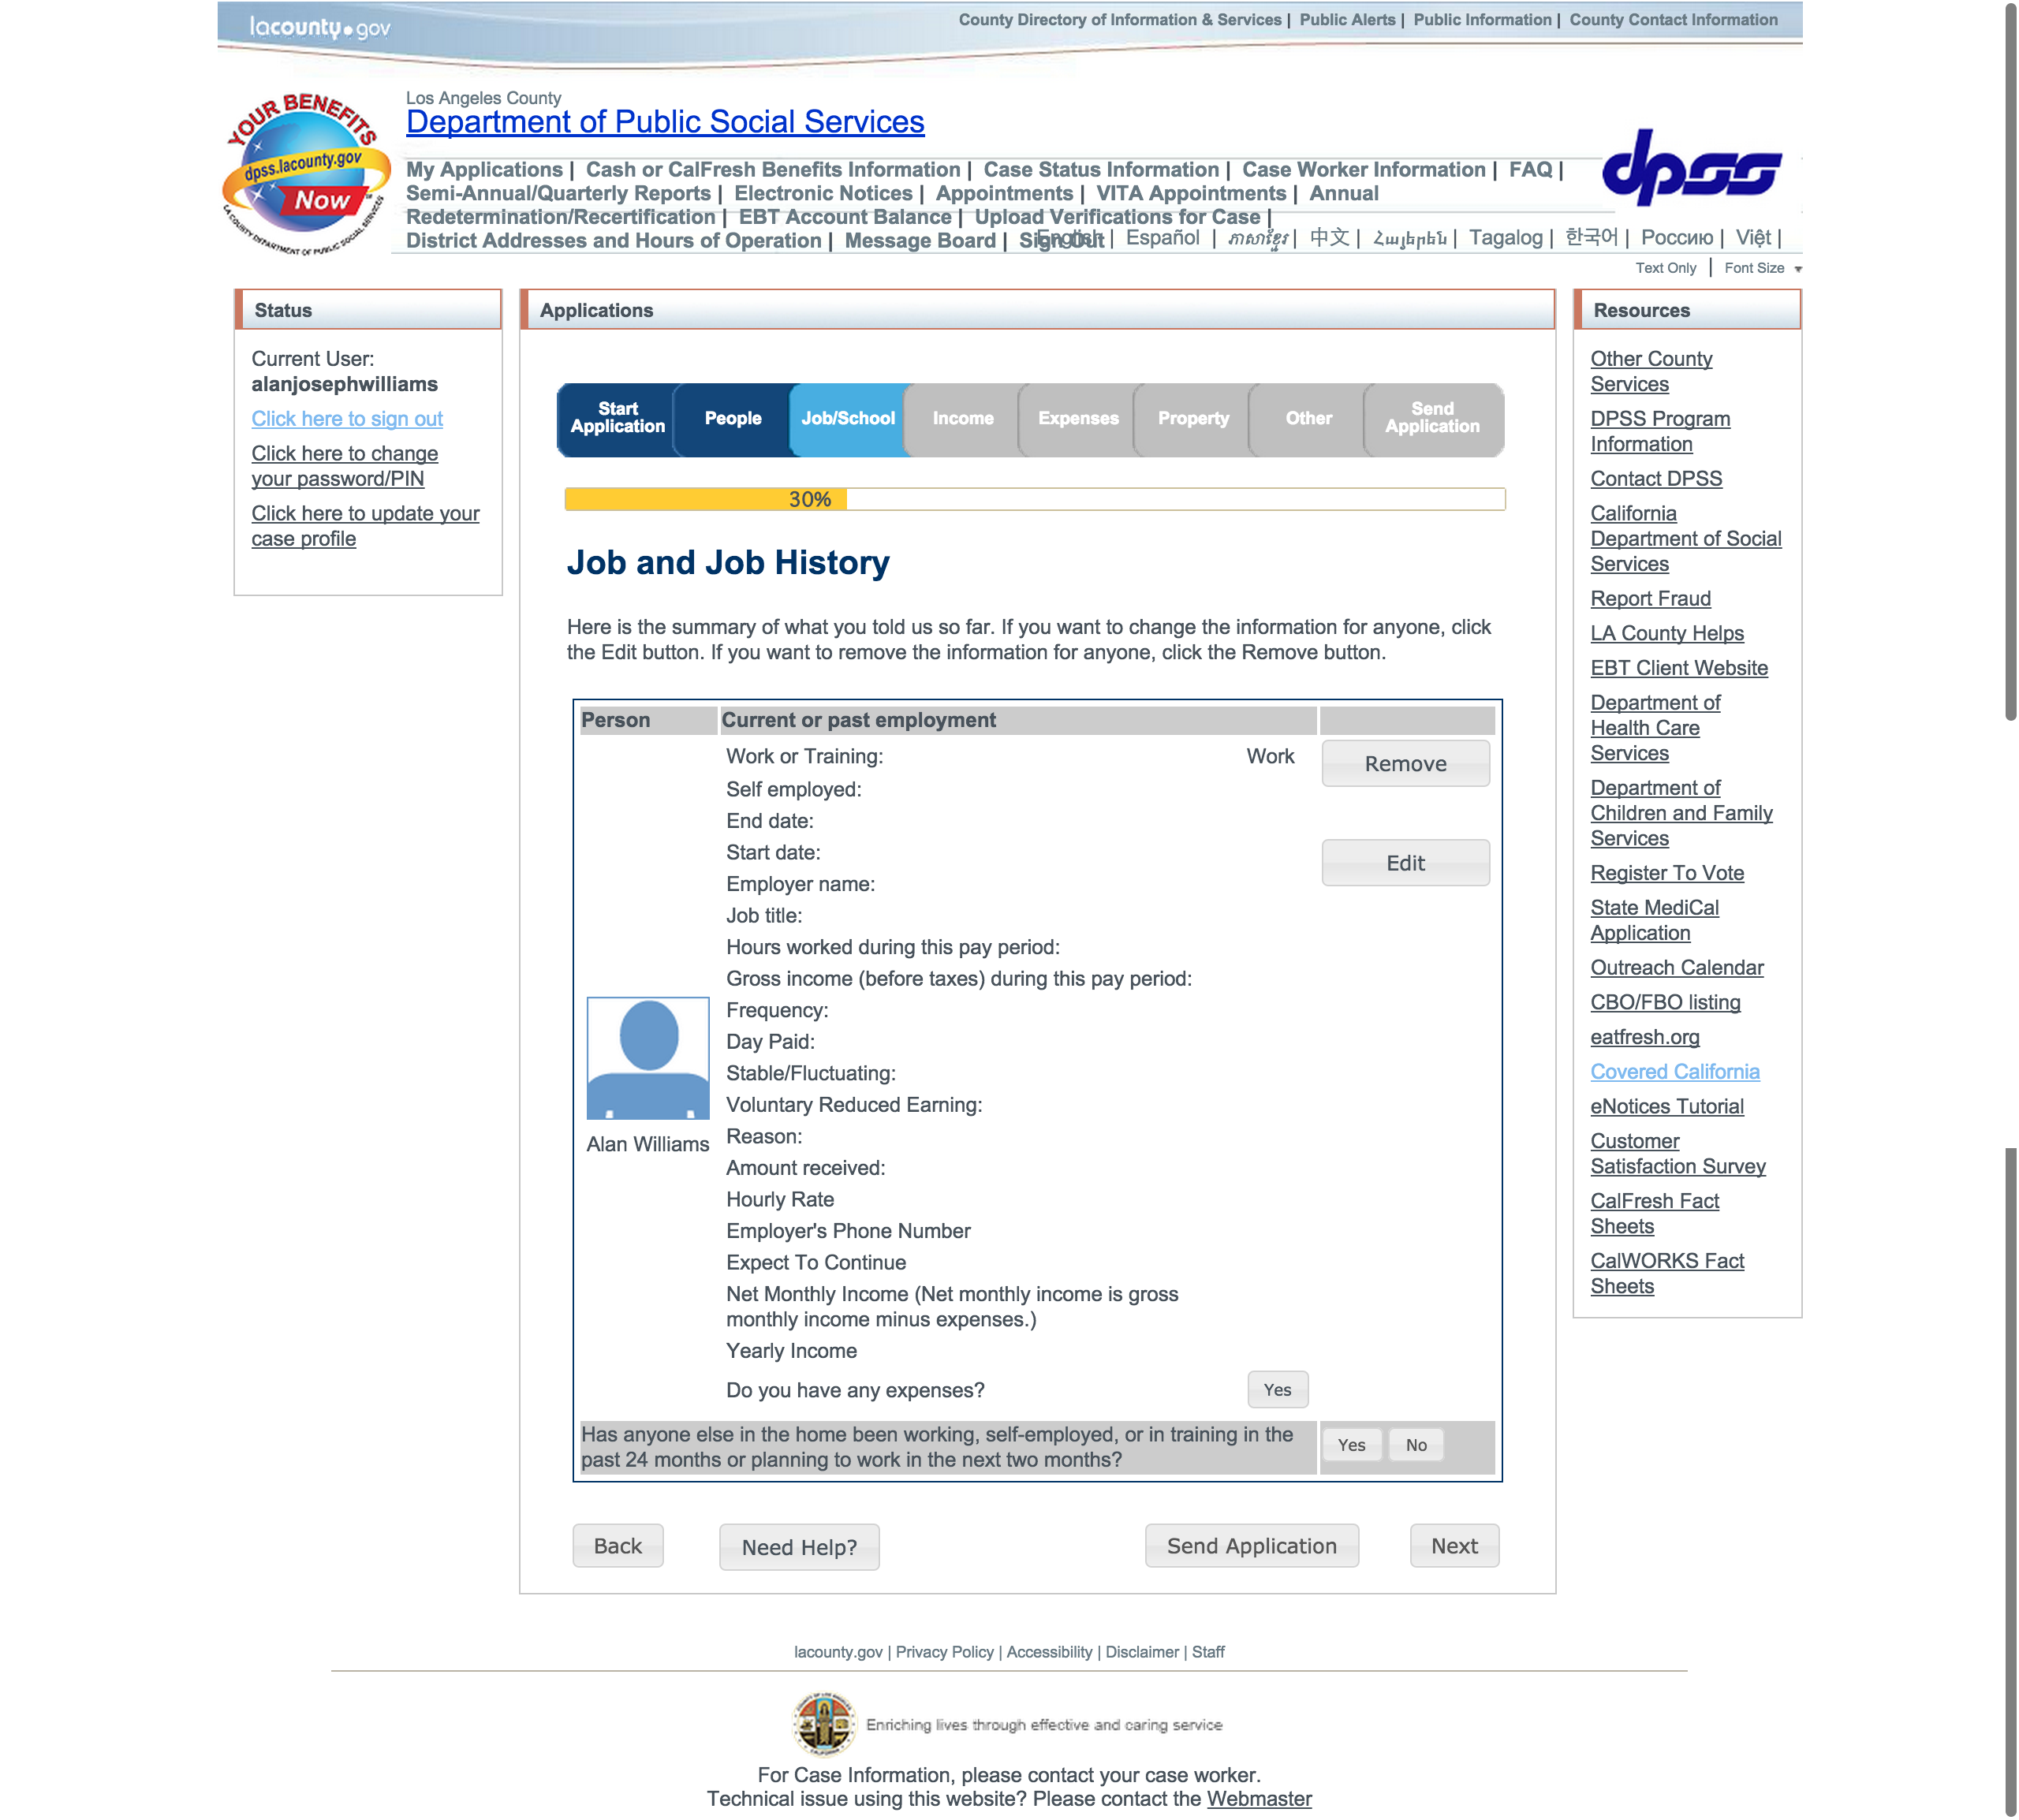 lacounty.gov
County Directory of Information & Services | Public Alerts | Public Information | County Contact Information
YOUR BENEFITS
dpss.lacounty.gov
Now
LA COUNTY DEPARTMENT OF PUBLIC SOCIAL SERVICES
Los Angeles County
Department of Public Social Services
My Applications | Cash or CalFresh Benefits Information | Case Status Information | Case Worker Information | FAQ |
Semi-Annual/Quarterly Reports | Electronic Notices | Appointments | VITA Appointments | Annual
Redetermination/Recertification | EBT Account Balance | Upload Verifications for Case |
District Addresses and Hours of Operation | Message Board | Sign Out
English | Español | ភាសាខ្មែរ | 中文 | Հայերեն | Tagalog | 한국어 | Россию | Việt |
dpss
Text Only | Font Size
Status
Current User:
alanjosephwilliams
Click here to sign out
Click here to change
your password/PIN
Click here to update your
case profile
Applications
Start
Application
People
Job/School
Income
Expenses
Property
Other
Send
Application
30%
Job and Job History
Here is the summary of what you told us so far. If you want to change the information for anyone, click
the Edit button. If you want to remove the information for anyone, click the Remove button.
Person Current or past employment
Work or Training: Work
Remove
Self employed:
End date:
Start date:
Edit
Employer name:
Job title:
Hours worked during this pay period:
Gross income (before taxes) during this pay period:
Frequency:
Day Paid:
Stable/Fluctuating:
Voluntary Reduced Earning:
Alan Williams
Reason:
Amount received:
Hourly Rate
Employer's Phone Number
Expect To Continue
Net Monthly Income (Net monthly income is gross
monthly income minus expenses.)
Yearly Income
Do you have any expenses? Yes
Has anyone else in the home been working, self-employed, or in training in the
past 24 months or planning to work in the next two months?
Yes No
Back Need Help? Send Application Next
Resources
Other County
Services
DPSS Program
Information
Contact DPSS
California
Department of Social
Services
Report Fraud
LA County Helps
EBT Client Website
Department of
Health Care
Services
Department of
Children and Family
Services
Register To Vote
State MediCal
Application
Outreach Calendar
CBO/FBO listing
eatfresh.org
Covered California
eNotices Tutorial
Customer
Satisfaction Survey
CalFresh Fact
Sheets
CalWORKS Fact
Sheets
lacounty.gov | Privacy Policy | Accessibility | Disclaimer | Staff
Enriching lives through effective and caring service
For Case Information, please contact your case worker.
Technical issue using this website? Please contact the Webmaster